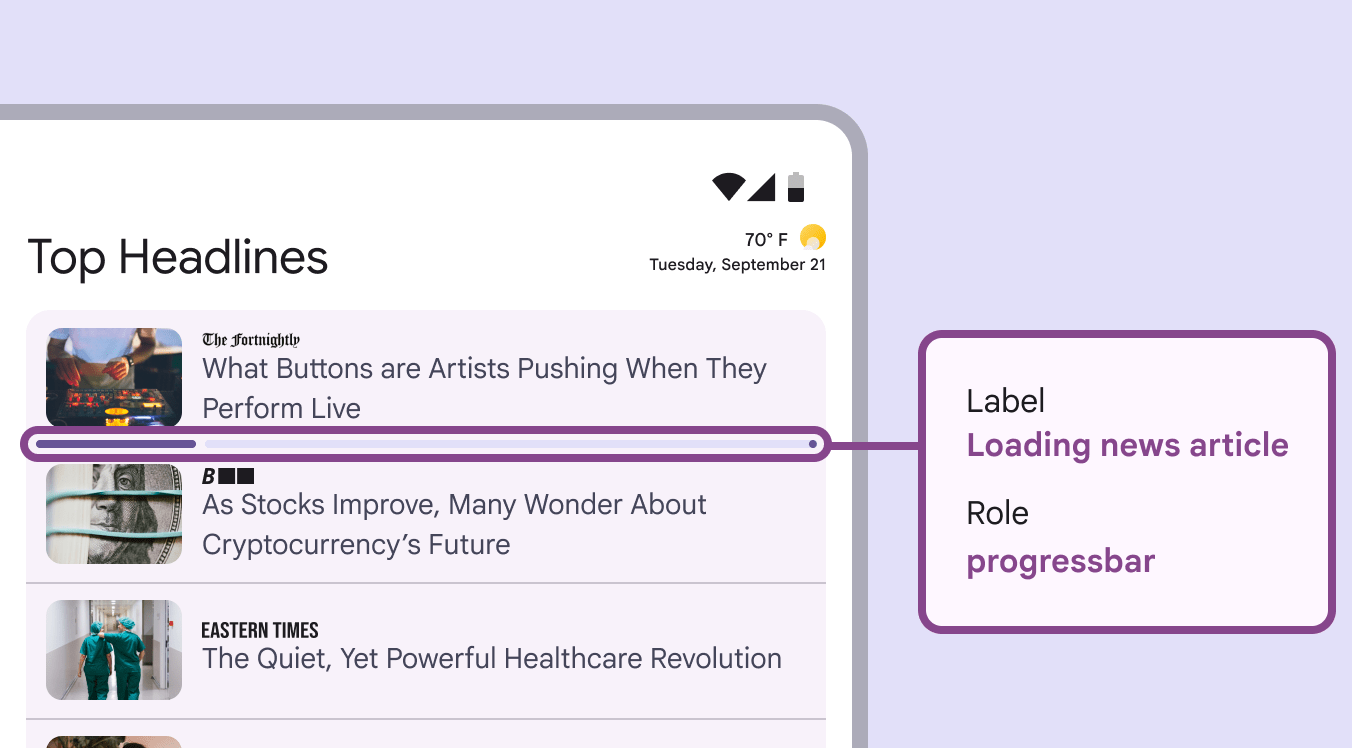 70° F
Top Headlines
Tuesday, September 21
The Fortnightly
What Buttons are Artists Pushing When They
Perform Live
B
As Stocks Improve, Many Wonder About
Cryptocurrency’s Future
EASTERN TIMES
The Quiet, Yet Powerful Healthcare Revolution
Label
Loading news article
Role
progressbar